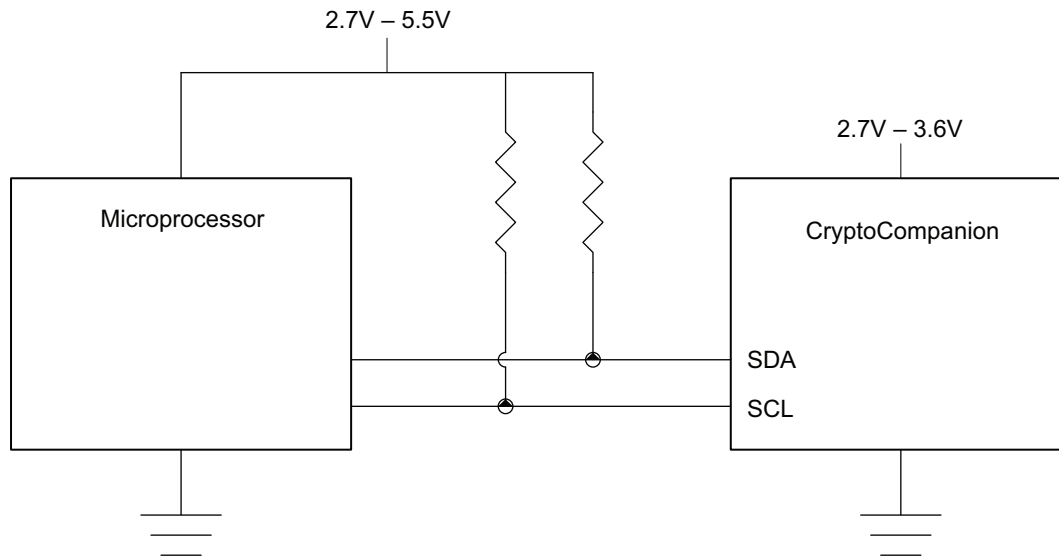 2.7V – 5.5V
2.7V – 3.6V
Microprocessor
CryptoCompanion
SDA
SCL